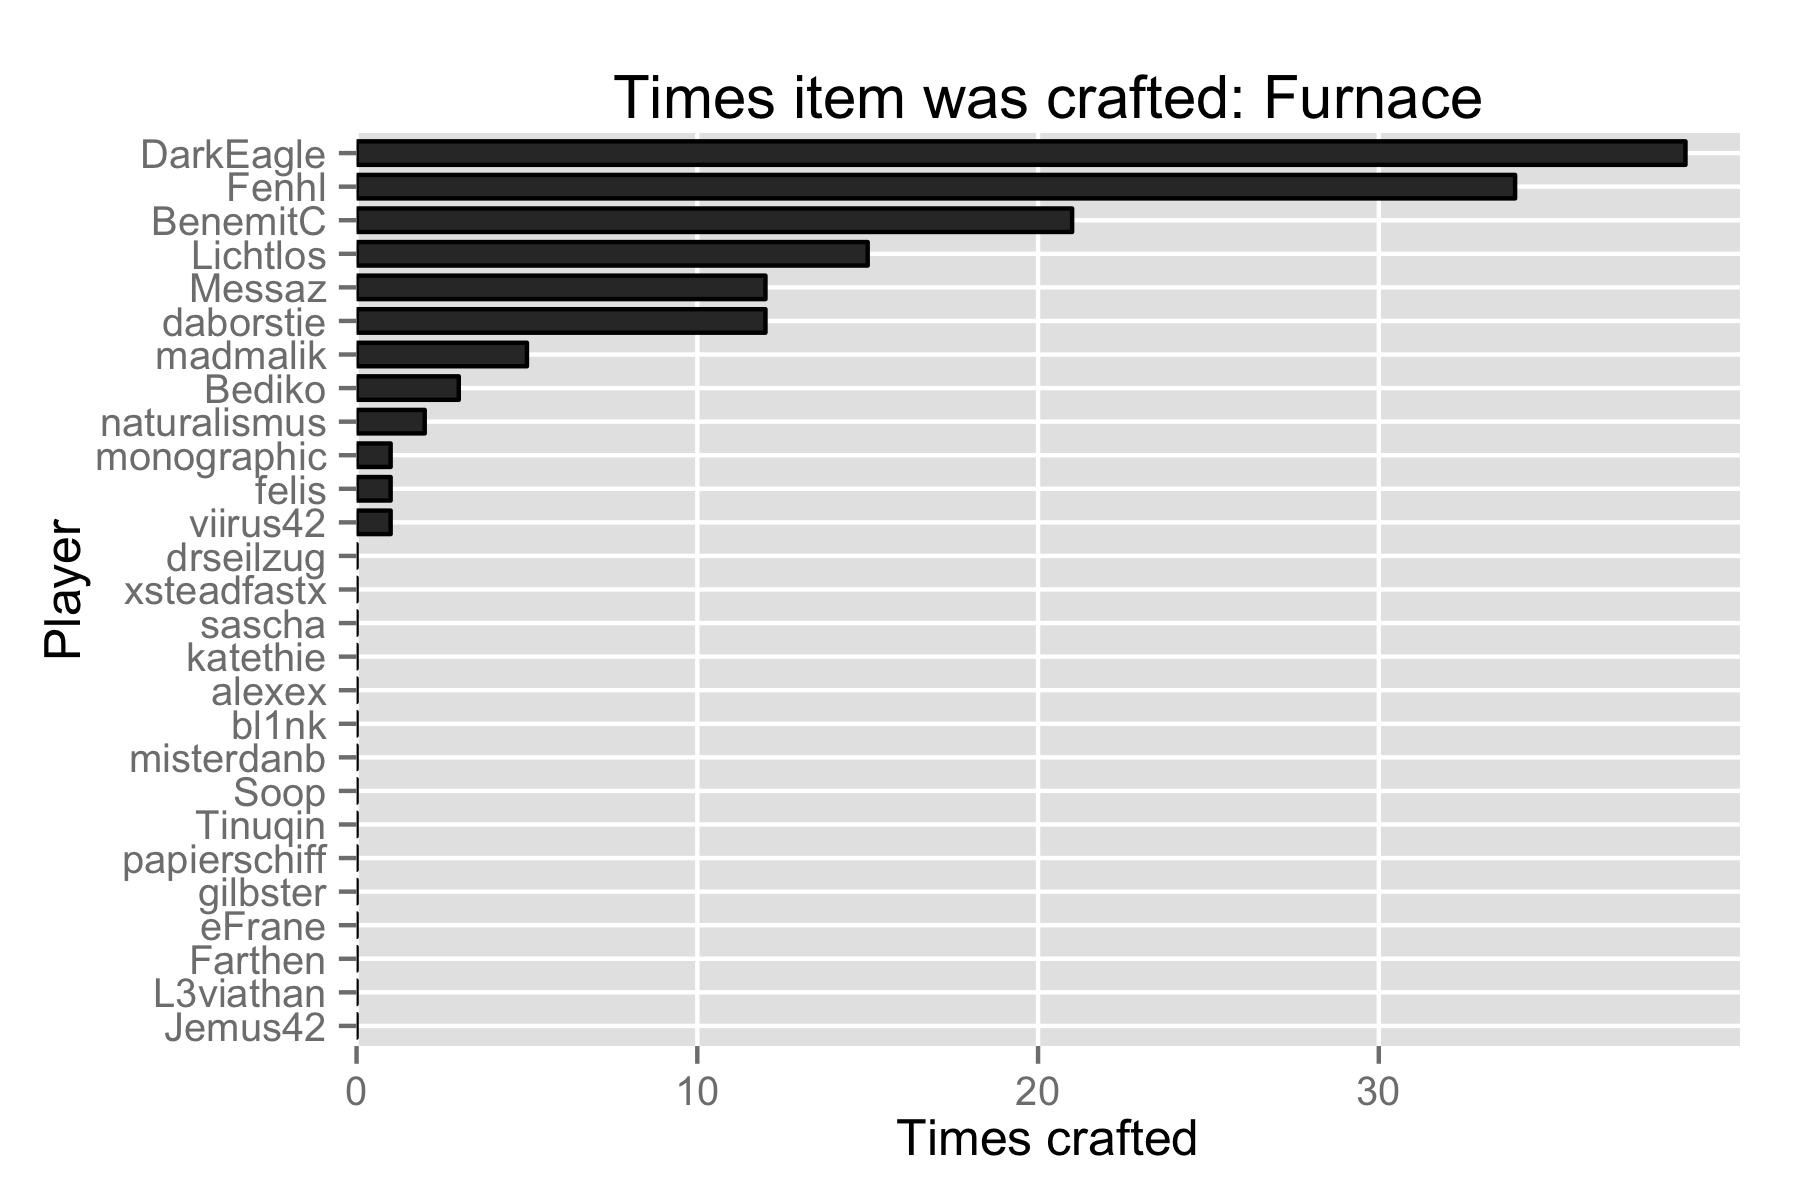 Times item was crafted: Furnace
DarkEagle
Fenhl
BenemitC
Lichtlos
Messaz
daborstie
madmalik
Bediko
naturalismus
monographic
felis
viirus42
drseilzug
xsteadfastx
sascha
katethie
alexex
bl1nk
misterdanb
Soop
Tinuqin
papierschiff
gilbster
eFrane
Farthen
L3viathan
Jemus42
Player
0 10 20 30
Times crafted